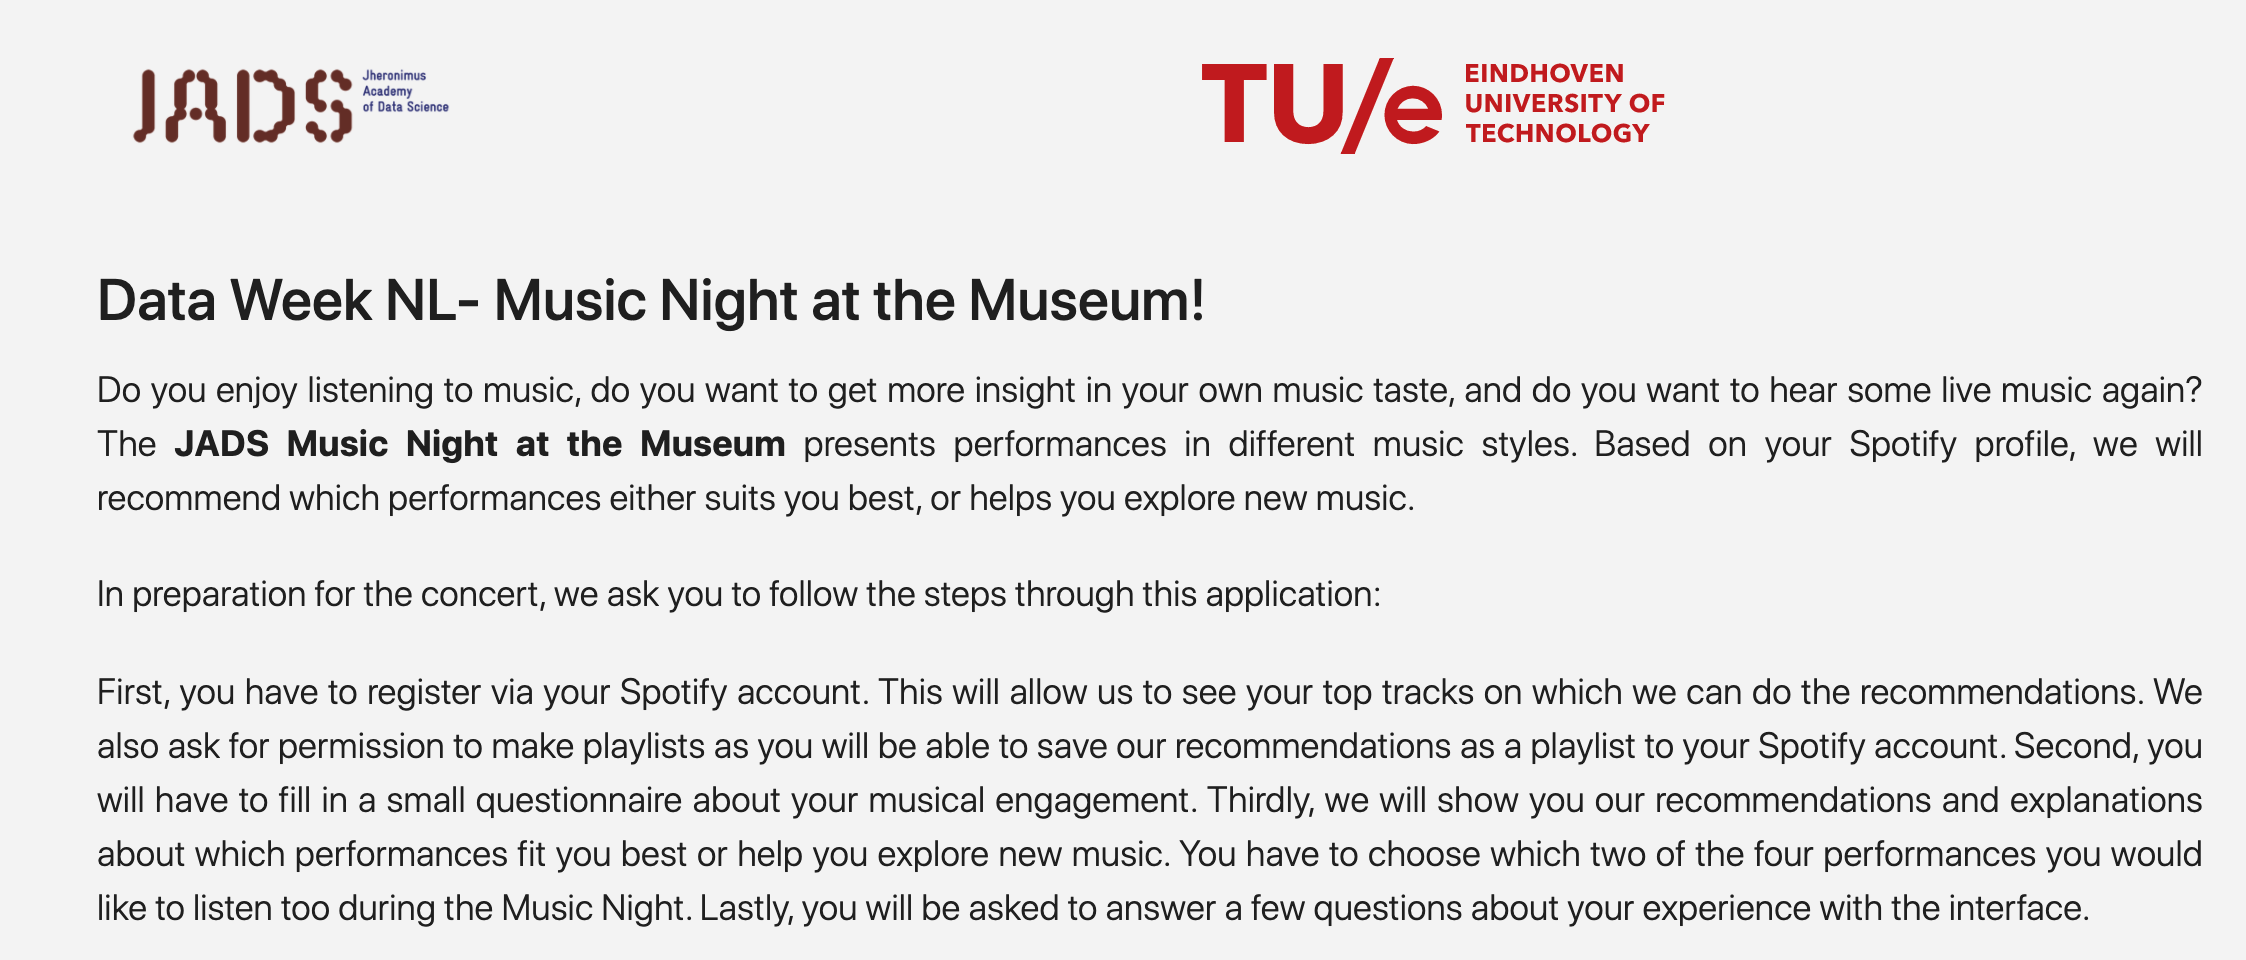 JADS
Jheronimus
Academy
of Data Science
TU/e
EINDHOVEN
UNIVERSITY OF
TECHNOLOGY
Data Week NL- Music Night at the Museum!
Do you enjoy listening to music, do you want to get more insight in your own music taste, and do you want to hear some live music again?
The JADS Music Night at the Museum presents performances in different music styles. Based on your Spotify profile, we will
recommend which performances either suits you best, or helps you explore new music.
In preparation for the concert, we ask you to follow the steps through this application:
First, you have to register via your Spotify account. This will allow us to see your top tracks on which we can do the recommendations. We
also ask for permission to make playlists as you will be able to save our recommendations as a playlist to your Spotify account. Second, you
will have to fill in a small questionnaire about your musical engagement. Thirdly, we will show you our recommendations and explanations
about which performances fit you best or help you explore new music. You have to choose which two of the four performances you would
like to listen too during the Music Night. Lastly, you will be asked to answer a few questions about your experience with the interface.